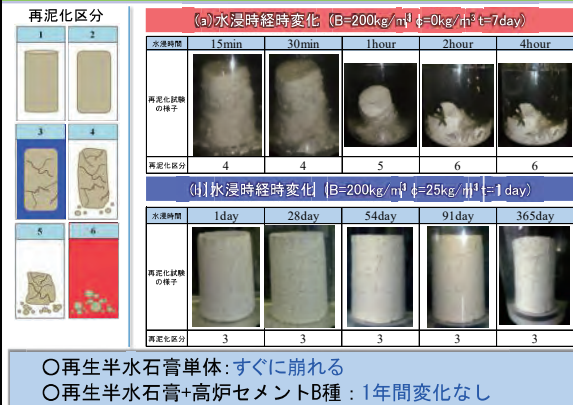 再泥化区分
1 2
3 4
5 6
(a)水浸時経時変化 (B=200kg/m³ c=0kg/m³ t=7day)
水浸時間 15min 30min 1hour 2hour 4hour
再泥化試験
の様子
再泥化区分 4 4 5 6 6
(b)水浸時経時変化 (B=200kg/m³ c=25kg/m³ t=1day)
水浸時間 1day 28day 54day 91day 365day
再泥化試験
の様子
再泥化区分 3 3 3 3 3
〇再生半水石膏単体:すぐに崩れる
〇再生半水石膏+高炉セメントB種:1年間変化なし